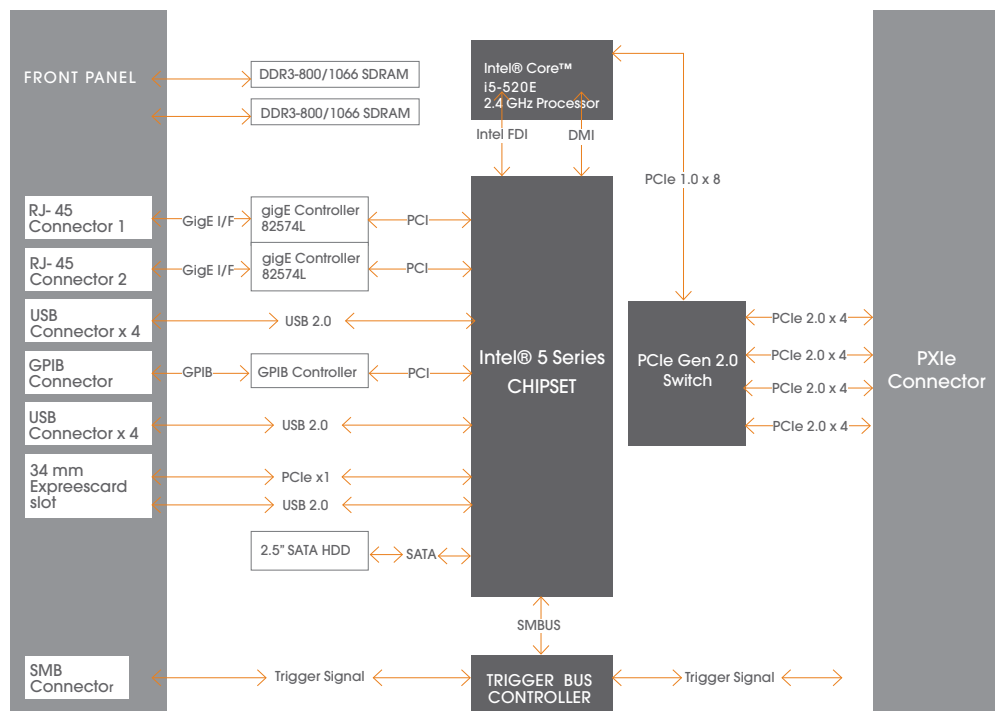 FRONT PANEL
DDR3-800/1066 SDRAM
DDR3-800/1066 SDRAM
Intel® Core™
i5-520E
2.4 GHz Processor
Intel FDI
DMI
PCIe 1.0 x 8
RJ- 45
Connector 1
GigE I/F
gigE Controller
82574L
PCI
RJ- 45
Connector 2
GigE I/F
gigE Controller
82574L
PCI
USB
Connector x 4
USB 2.0
GPIB
Connector
GPIB
GPIB Controller
PCI
USB
Connector x 4
USB 2.0
34 mm
Expreescard
slot
PCIe x1
USB 2.0
2.5" SATA HDD
SATA
Intel® 5 Series
CHIPSET
PCIe Gen 2.0
Switch
PCIe 2.0 x 4
PCIe 2.0 x 4
PCIe 2.0 x 4
PCIe 2.0 x 4
PXIe
Connector
SMBUS
SMB
Connector
Trigger Signal
TRIGGER BUS
CONTROLLER
Trigger Signal